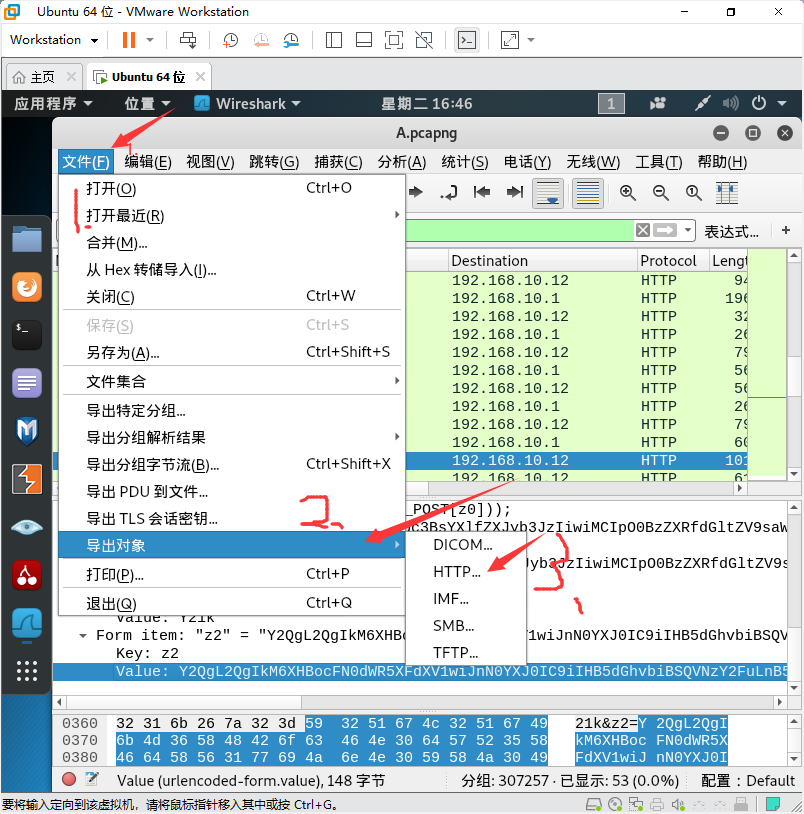 Ubuntu 64 位 - VMware Workstation
Workstation
主页
Ubuntu 64 位
应用程序 位置 Wireshark 星期二 16:46 1
A.pcapng
文件(F) 编辑(E) 视图(V) 跳转(G) 捕获(C) 分析(A) 统计(S) 电话(Y) 无线(W) 工具(T) 帮助(H)
1.
打开(O) Ctrl+O
打开最近(R)
合并(M)...
从 Hex 转储导入(I)...
关闭(C) Ctrl+W
保存(S) Ctrl+S
另存为(A)... Ctrl+Shift+S
文件集合
导出特定分组...
导出分组解析结果
导出分组字节流(B)... Ctrl+Shift+X
导出 PDU 到文件...
导出 TLS 会话密钥...
导出对象
打印(P)... Ctrl+P
退出(Q) Ctrl+Q
2.
DICOM...
HTTP...
IMF...
SMB...
TFTP...
3.
表达式... +
Destination Protocol Lengt
192.168.10.12 HTTP 94
192.168.10.1 HTTP 196
192.168.10.12 HTTP 32
192.168.10.1 HTTP 26
192.168.10.12 HTTP 79
192.168.10.1 HTTP 56
192.168.10.12 HTTP 56
192.168.10.1 HTTP 26
192.168.10.12 HTTP 79
192.168.10.1 HTTP 60
192.168.10.12 HTTP 101
_POST[z0]));
Value: Y21k
Form item: "z2" = "Y2QgL2QgIkM6XHBoc
Key: z2
Value: Y2QgL2QgIkM6XHBocFN0dWR5XFdXV1wiJnN0YXJ0IC9iIHB5dGhvbiBSQVNzY2FuLnB5
0360 32 31 6b 26 7a 32 3d 59 32 51 67 4c 32 51 67 49 21k&z2=Y 2QgL2QgI
0370 6b 4d 36 58 48 42 6f 63 46 4e 30 64 57 52 35 58 kM6XHBoc FN0dWR5X
0380 46 64 58 56 31 77 69 4a 6e 4e 30 59 58 4a 30 49 FdXV1wiJ nN0YXJ0I
Value (urlencoded-form.value), 148 字节 分组: 307257 · 已显示: 53 (0.0%) 配置: Default
要将输入定向到该虚拟机，请将鼠标指针移入其中或按 Ctrl+G。